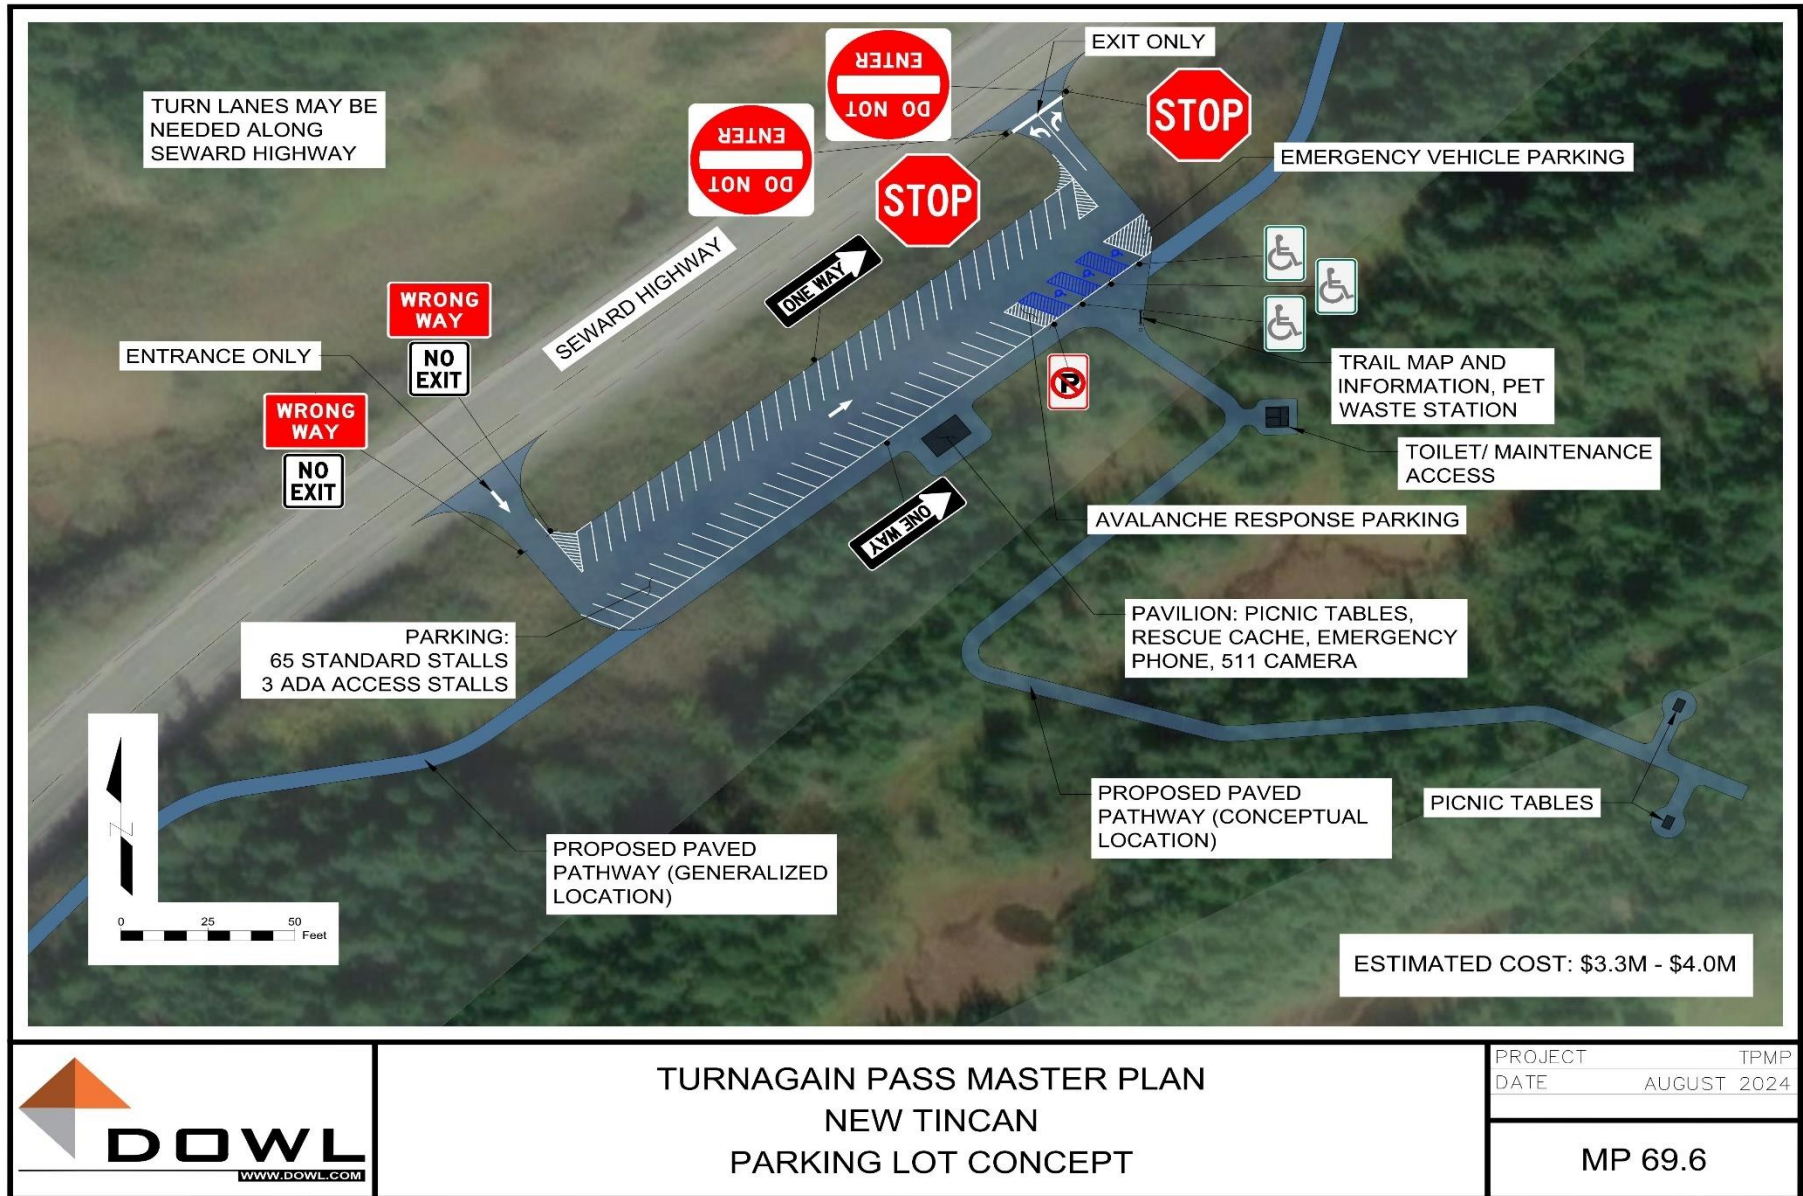 TURN LANES MAY BE
NEEDED ALONG
SEWARD HIGHWAY
DO NOT
ENTER
DO NOT
ENTER
EXIT ONLY
STOP
STOP
EMERGENCY VEHICLE PARKING
SEWARD HIGHWAY
ONE WAY
WRONG
WAY
NO
EXIT
ENTRANCE ONLY
WRONG
WAY
NO
EXIT
P
TRAIL MAP AND
INFORMATION, PET
WASTE STATION
TOILET/ MAINTENANCE
ACCESS
AVALANCHE RESPONSE PARKING
ONE WAY
PAVILION: PICNIC TABLES,
RESCUE CACHE, EMERGENCY
PHONE, 511 CAMERA
PARKING:
65 STANDARD STALLS
3 ADA ACCESS STALLS
PROPOSED PAVED
PATHWAY (CONCEPTUAL
LOCATION)
PICNIC TABLES
PROPOSED PAVED
PATHWAY (GENERALIZED
LOCATION)
N
0 25 50
Feet
ESTIMATED COST: $3.3M - $4.0M
DOWL
WWW.DOWL.COM
TURNAGAIN PASS MASTER PLAN
NEW TINCAN
PARKING LOT CONCEPT
PROJECT TPMP
DATE AUGUST 2024
MP 69.6